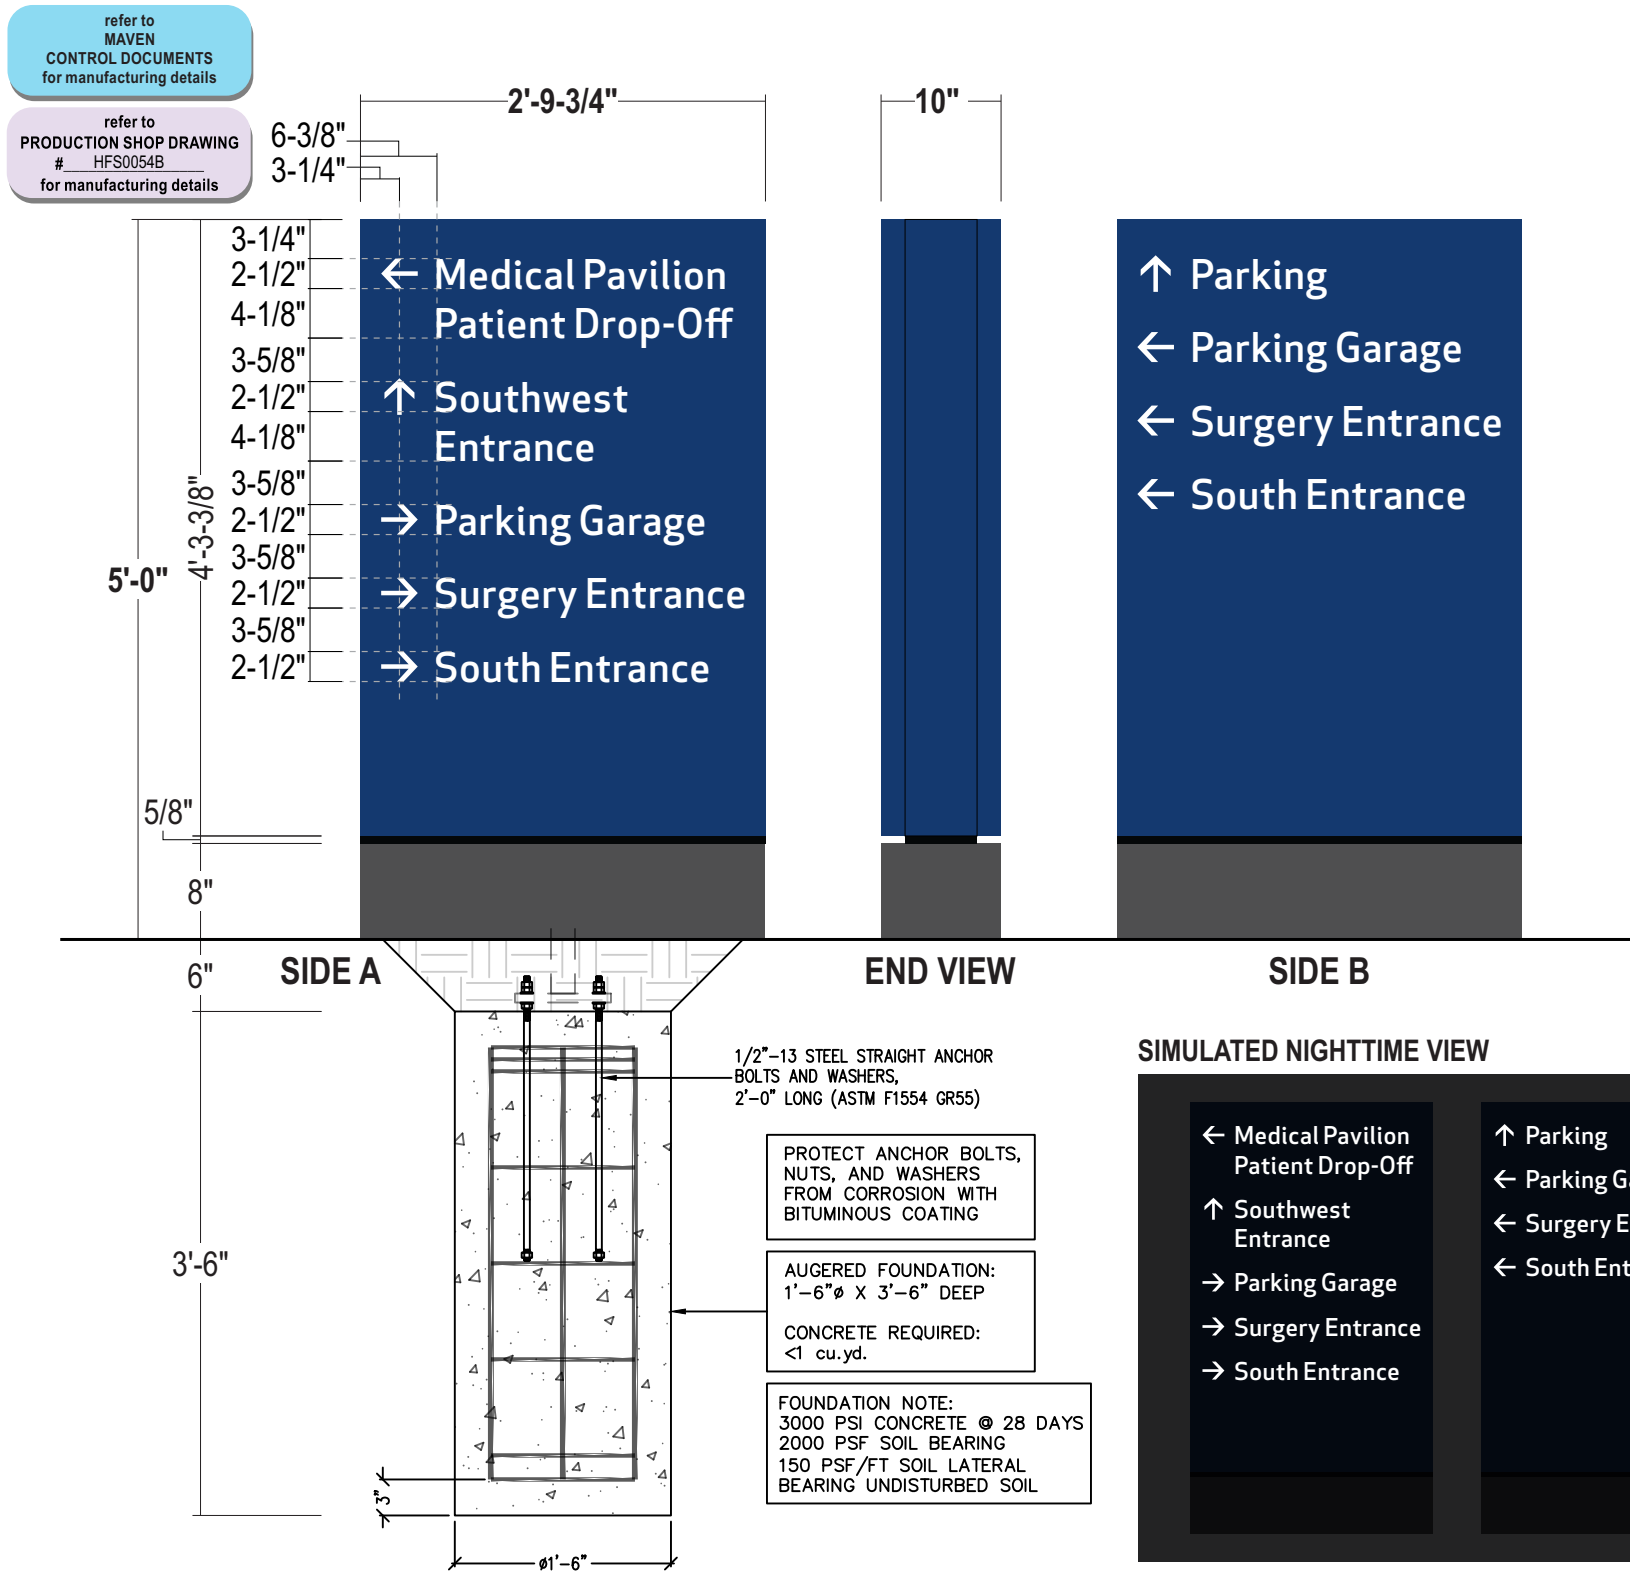 refer to
MAVEN
CONTROL DOCUMENTS
for manufacturing details
refer to
PRODUCTION SHOP DRAWING
# HFS0054B
for manufacturing details
2'-9-3/4"
10"
6-3/8"
3-1/4"
3-1/4"
2-1/2"
4-1/8"
3-5/8"
2-1/2"
4-1/8"
3-5/8"
2-1/2"
3-5/8"
2-1/2"
3-5/8"
2-1/2"
4'-3-3/8"
5'-0"
5/8"
8"
6"
3'-6"
← Medical Pavilion
Patient Drop-Off
↑ Southwest
Entrance
→ Parking Garage
→ Surgery Entrance
→ South Entrance
↑ Parking
← Parking Garage
← Surgery Entrance
← South Entrance
SIDE A
END VIEW
SIDE B
1/2"-13 STEEL STRAIGHT ANCHOR
BOLTS AND WASHERS,
2'-0" LONG (ASTM F1554 GR55)
PROTECT ANCHOR BOLTS,
NUTS, AND WASHERS
FROM CORROSION WITH
BITUMINOUS COATING
AUGERED FOUNDATION:
1'-6"ø X 3'-6" DEEP
CONCRETE REQUIRED:
<1 cu.yd.
FOUNDATION NOTE:
3000 PSI CONCRETE @ 28 DAYS
2000 PSF SOIL BEARING
150 PSF/FT SOIL LATERAL
BEARING UNDISTURBED SOIL
3"
ø1'-6"
SIMULATED NIGHTTIME VIEW
← Medical Pavilion
Patient Drop-Off
↑ Southwest
Entrance
→ Parking Garage
→ Surgery Entrance
→ South Entrance
↑ Parking
← Parking Ga
← Surgery E
← South Ent